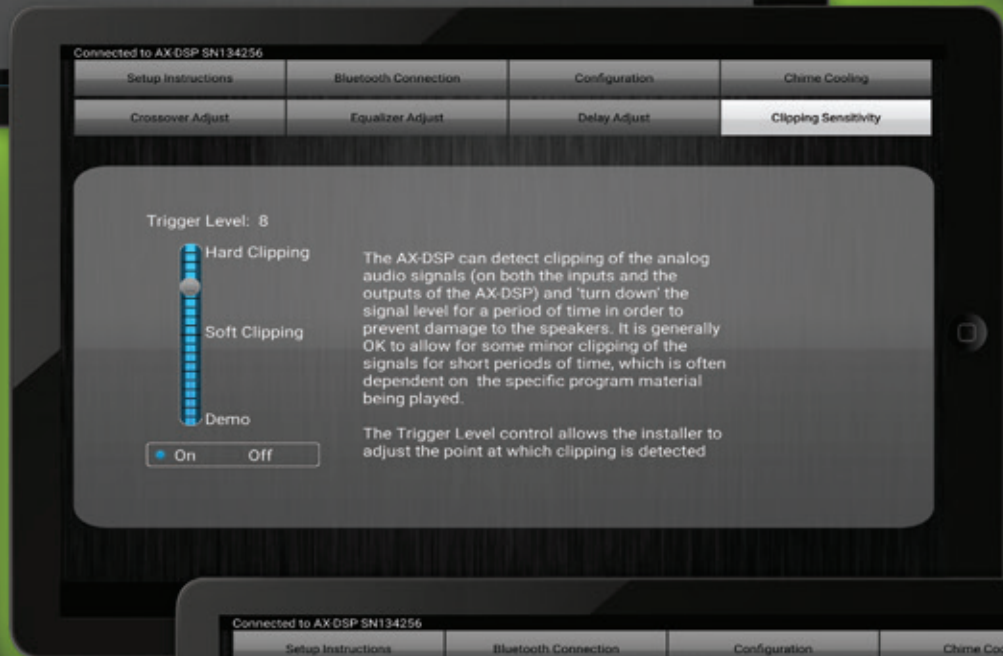 Connected to AX-DSP SN134256
Setup Instructions Bluetooth Connection Configuration Chime Cooling
Crossover Adjust Equalizer Adjust Delay Adjust Clipping Sensitivity
Trigger Level: 8
Hard Clipping
Soft Clipping
Demo
On Off
The AX-DSP can detect clipping of the analog
audio signals (on both the inputs and the
outputs of the AX-DSP) and 'turn down' the
signal level for a period of time in order to
prevent damage to the speakers. It is generally
OK to allow for some minor clipping of the
signals for short periods of time, which is often
dependent on the specific program material
being played.
The Trigger Level control allows the installer to
adjust the point at which clipping is detected
Connected to AX-DSP SN134256
Setup Instructions Bluetooth Connection Configuration Chime